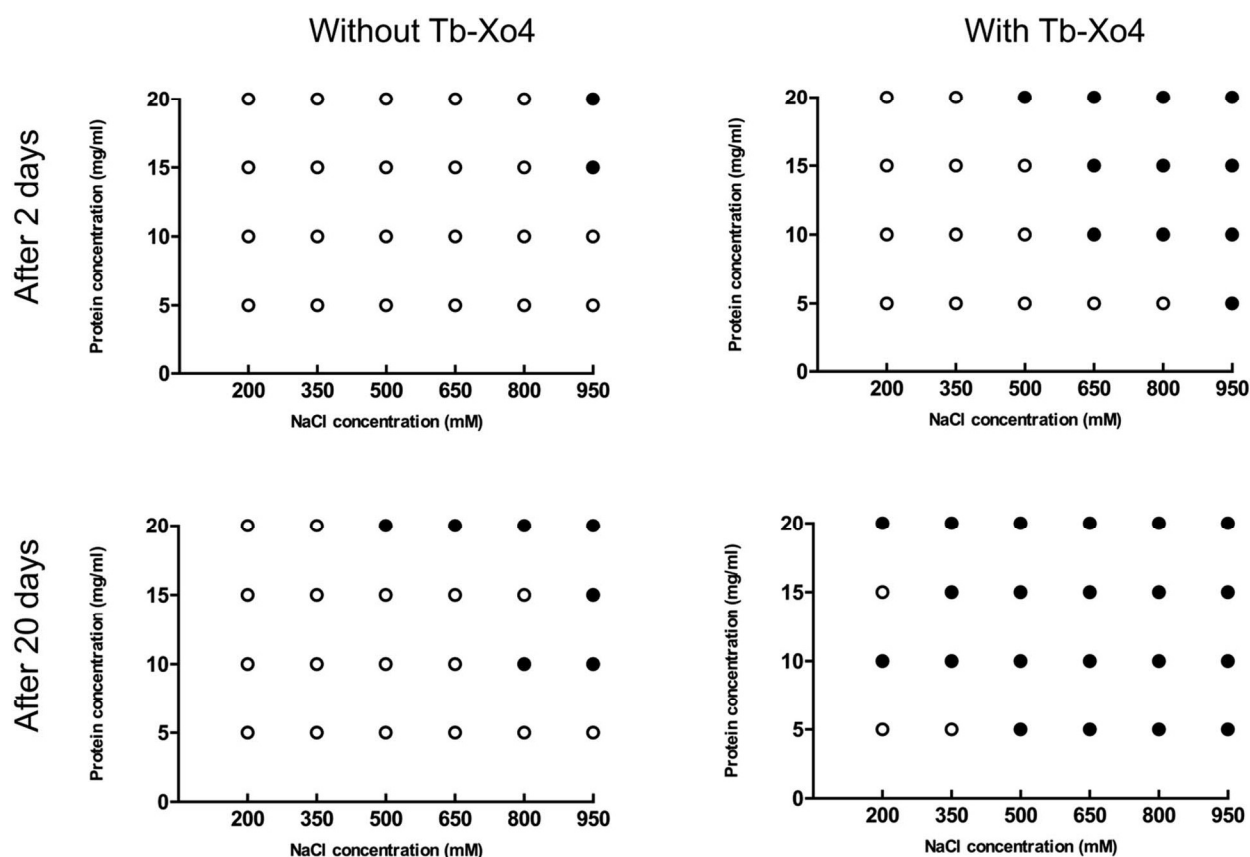 Without Tb-Xo4
With Tb-Xo4
After 2 days
Protein concentration (mg/ml)
20
15
10
5
0
200 350 500 650 800 950
NaCl concentration (mM)
Protein concentration (mg/ml)
20
15
10
5
0
200 350 500 650 800 950
NaCl concentration (mM)
After 20 days
Protein concentration (mg/ml)
20
15
10
5
0
200 350 500 650 800 950
NaCl concentration (mM)
Protein concentration (mg/ml)
20
15
10
5
0
200 350 500 650 800 950
NaCl concentration (mM)